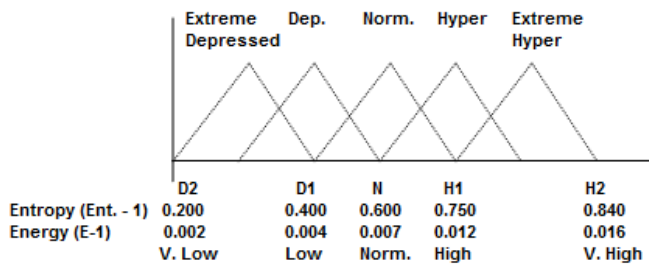 Extreme Dep. Norm. Hyper Extreme
Depressed Hyper
D2 D1 N H1 H2
Entropy (Ent. - 1) 0.200 0.400 0.600 0.750 0.840
Energy (E-1) 0.002 0.004 0.007 0.012 0.016
V. Low Low Norm. High V. High